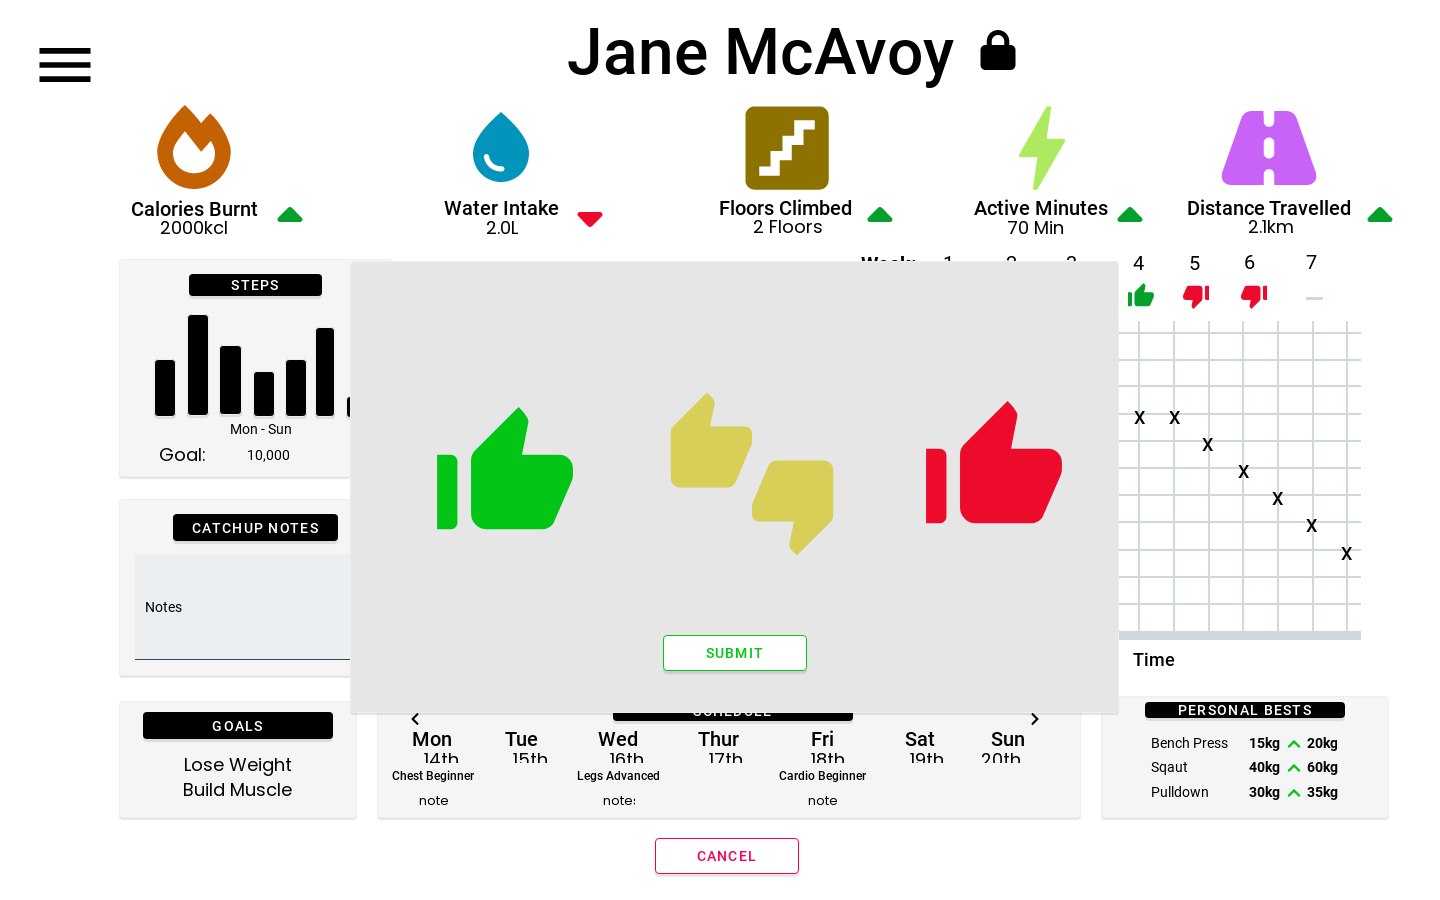 Jane McAvoy
Calories Burnt
2000kcl
Water Intake
2.0L
Floors Climbed
2 Floors
Active Minutes
70 Min
Distance Travelled
2.1km
4 5 6 7
STEPS
Mon - Sun
Goal: 10,000
X X
X
X
X
X
X
Time
CATCHUP NOTES
Notes
SUBMIT
GOALS
Lose Weight
Build Muscle
SCHEDULE
Mon Tue Wed Thur Fri Sat Sun
14th 15th 16th 17th 18th 19th 20th
Chest Beginner Legs Advanced Cardio Beginner
note notes note
PERSONAL BESTS
Bench Press 15kg 20kg
Sqaut 40kg 60kg
Pulldown 30kg 35kg
CANCEL